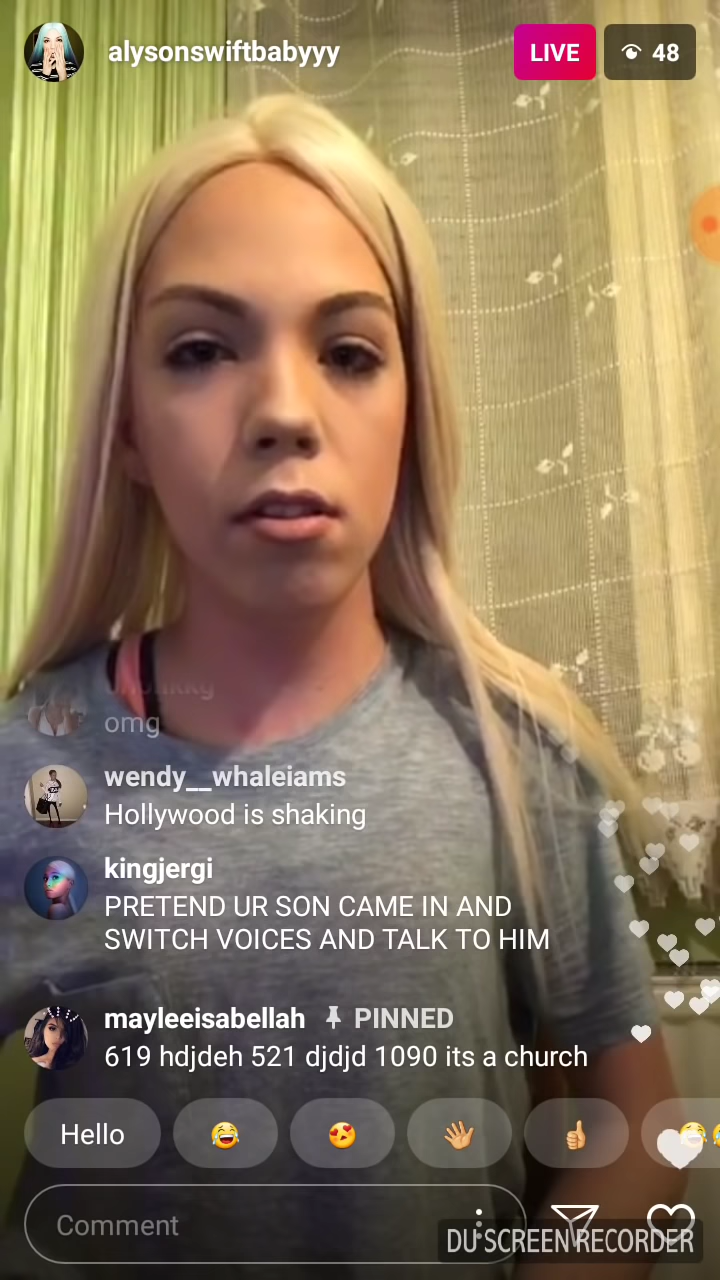 alysonswiftbabyyy
LIVE
48
omg
wendy__whaleiams
Hollywood is shaking
kingjergi
PRETEND UR SON CAME IN AND
SWITCH VOICES AND TALK TO HIM
mayleeisabellah PINNED
619 hdjdeh 521 djdjd 1090 its a church
Hello
Comment
DU SCREEN RECORDER